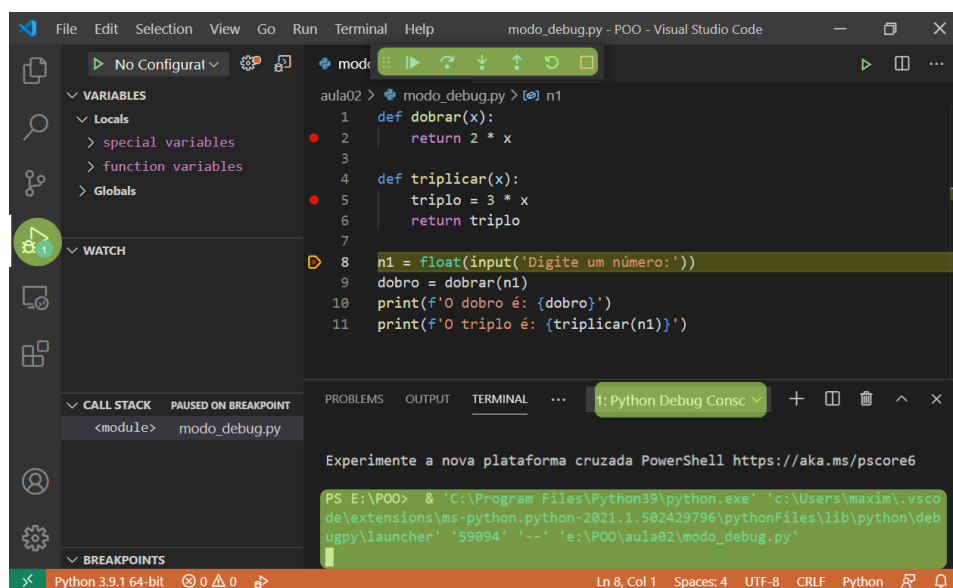 File Edit Selection View Go Run Terminal Help modo_debug.py - POO - Visual Studio Code
No Configurat
VARIABLES
Locals
special variables
function variables
Globals
WATCH
CALL STACK PAUSED ON BREAKPOINT
<module> modo_debug.py
BREAKPOINTS
1
aula02 > modo_debug.py > n1
1 def dobrar(x):
2 return 2 * x
3
4 def triplicar(x):
5 triplo = 3 * x
6 return triplo
7
8 n1 = float(input('Digite um número:'))
9 dobro = dobrar(n1)
10 print(f'O dobro é: {dobro}')
11 print(f'O triplo é: {triplicar(n1)}')
PROBLEMS OUTPUT TERMINAL ··· 1: Python Debug Consc
Experimente a nova plataforma cruzada PowerShell https://aka.ms/pscore6
PS E:\POO> & 'C:\Program Files\Python39\python.exe' 'c:\Users\maxim\.vsco
de\extensions\ms-python.python-2021.1.502429796\pythonFiles\lib\python\deb
ugpy\launcher' '59094' '--' 'e:\POO\aula02\modo_debug.py'
Python 3.9.1 64-bit 0 0 Ln 8, Col 1 Spaces: 4 UTF-8 CRLF Python